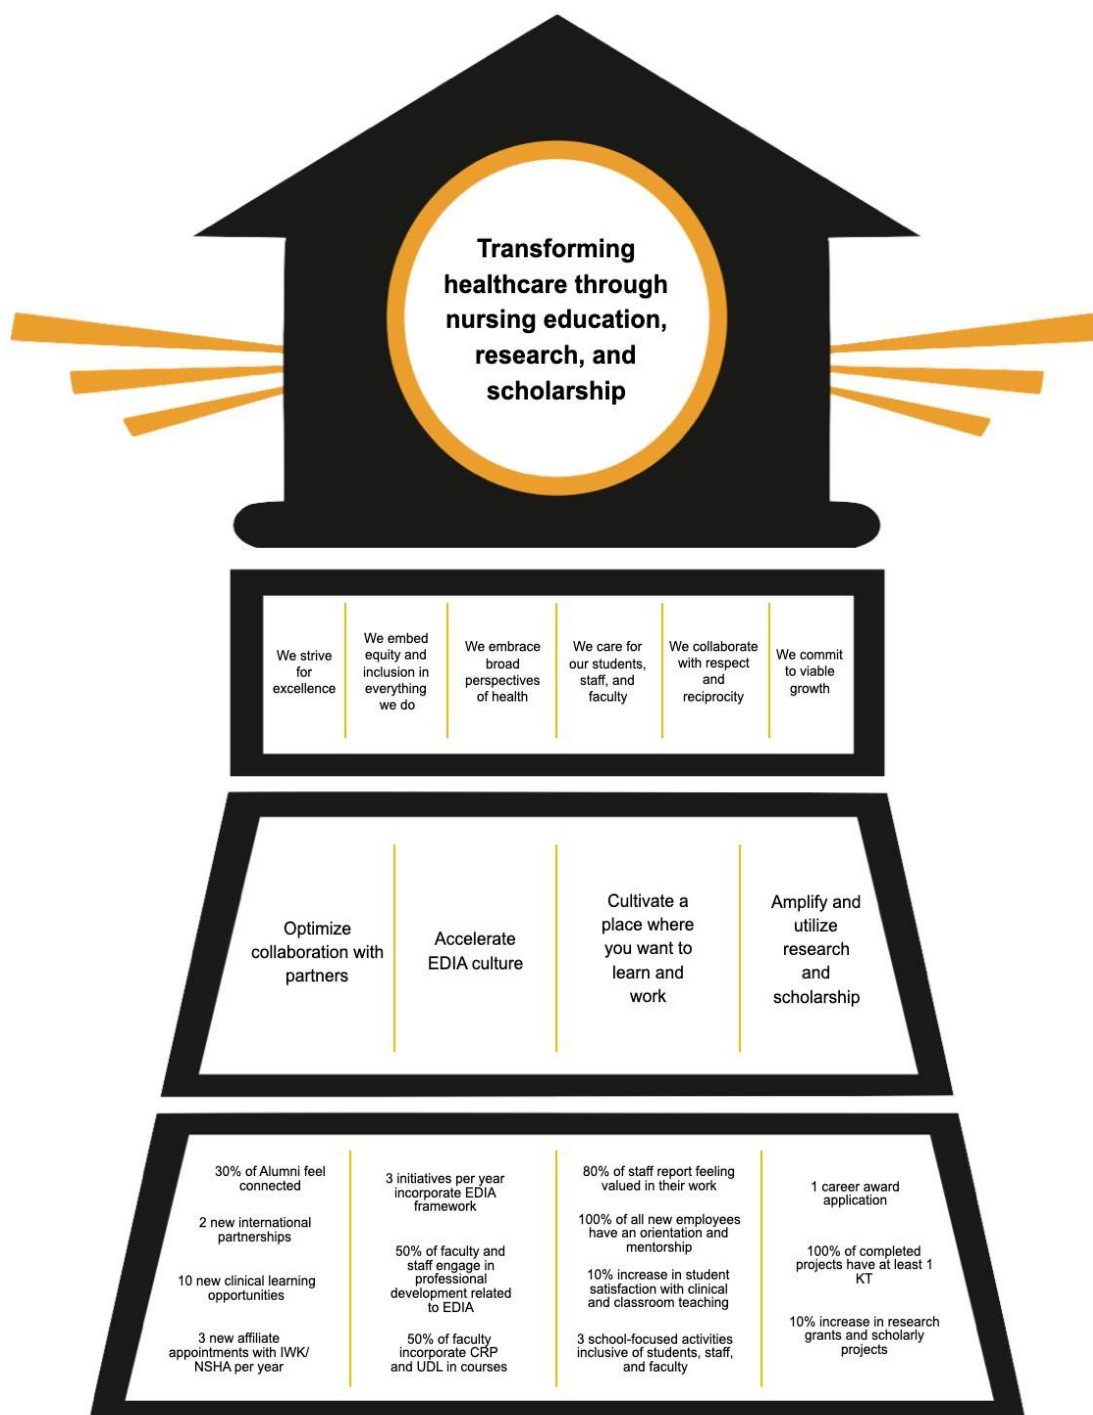 Transforming
healthcare through
nursing education,
research, and
scholarship
We strive
for
excellence
We embed
equity and
inclusion in
everything
we do
We embrace
broad
perspectives
of health
We care for
our students,
staff, and
faculty
We collaborate
with respect
and
reciprocity
We commit
to viable
growth
Optimize
collaboration with
partners
Accelerate
EDIA culture
Cultivate a
place where
you want to
learn and
work
Amplify and
utilize
research
and
scholarship
30% of Alumni feel
connected
2 new international
partnerships
10 new clinical learning
opportunities
3 new affiliate
appointments with IWK/
NSHA per year
3 initiatives per year
incorporate EDIA
framework
50% of faculty and
staff engage in
professional
development related
to EDIA
50% of faculty
incorporate CRP
and UDL in courses
80% of staff report feeling
valued in their work
100% of all new employees
have an orientation and
mentorship
10% increase in student
satisfaction with clinical
and classroom teaching
3 school-focused activities
inclusive of students, staff,
and faculty
1 career award
application
100% of completed
projects have at least 1
KT
10% increase in research
grants and scholarly
projects